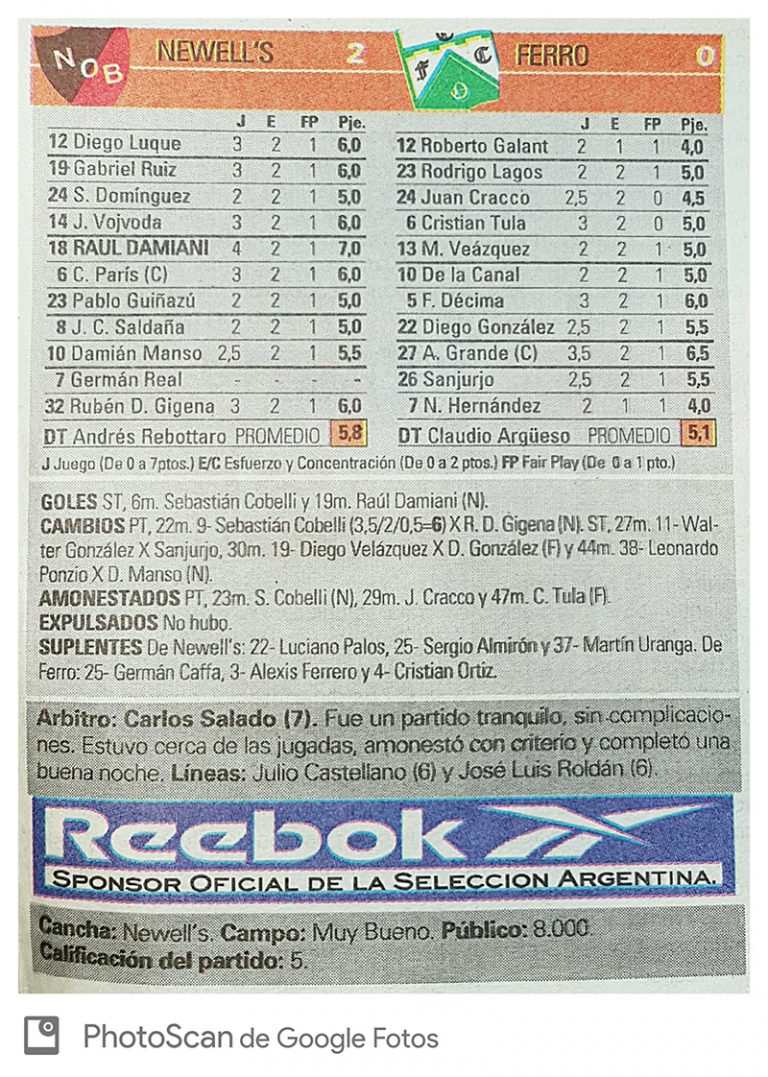 NOB NEWELL'S 2 FCO FERRO 0
J E FP Pje. J E FP Pje.
12 Diego Luque 3 2 1 6,0 12 Roberto Galant 2 1 1 4,0
19 Gabriel Ruiz 3 2 1 6,0 23 Rodrigo Lagos 2 2 1 5,0
24 S. Domínguez 2 2 1 5,0 24 Juan Cracco 2,5 2 0 4,5
14 J. Vojvoda 3 2 1 6,0 6 Cristian Tula 3 2 0 5,0
18 RAUL DAMIANI 4 2 1 7,0 13 M. Veázquez 2 2 1 5,0
6 C. París (C) 3 2 1 6,0 10 De la Canal 2 2 1 5,0
23 Pablo Guiñazú 2 2 1 5,0 5 F. Décima 3 2 1 6,0
8 J. C. Saldaña 2 2 1 5,0 22 Diego González 2,5 2 1 5,5
10 Damián Manso 2,5 2 1 5,5 27 A. Grande (C) 3,5 2 1 6,5
7 Germán Real - - - - 26 Sanjurjo 2,5 2 1 5,5
32 Rubén D. Gigena 3 2 1 6,0 7 N. Hernández 2 1 1 4,0
DT Andrés Rebottaro PROMEDIO 5,8 DT Claudio Argüeso PROMEDIO 5,1
J Juego (De 0 a 7ptos.) E/C Esfuerzo y Concentración (De 0 a 2 ptos.) FP Fair Play (De 0 a 1 pto.)
GOLES ST, 6m. Sebastián Cobelli y 19m. Raúl Damiani (N).
CAMBIOS PT, 22m. 9- Sebastián Cobelli (3,5/2/0,5=6) X R. D. Gigena (N). ST, 27m. 11- Wal-
ter González X Sanjurjo, 30m. 19- Diego Velázquez X D. González (F) y 44m. 38- Leonardo
Ponzio X D. Manso (N).
AMONESTADOS PT, 23m. S. Cobelli (N), 29m. J. Cracco y 47m. C. Tula (F).
EXPULSADOS No hubo.
SUPLENTES De Newell's: 22- Luciano Palos, 25- Sergio Almirón y 37- Martín Uranga. De
Ferro: 25- Germán Caffa, 3- Alexis Ferrero y 4- Cristian Ortiz.
Arbitro: Carlos Salado (7). Fue un partido tranquilo, sin complicacio-
nes. Estuvo cerca de las jugadas, amonestó con criterio y completó una
buena noche. Líneas: Julio Castellano (6) y José Luis Roldán (6).
Reebok
SPONSOR OFICIAL DE LA SELECCION ARGENTINA.
Cancha: Newell's. Campo: Muy Bueno. Público: 8.000.
Calificación del partido: 5.
PhotoScan de Google Fotos